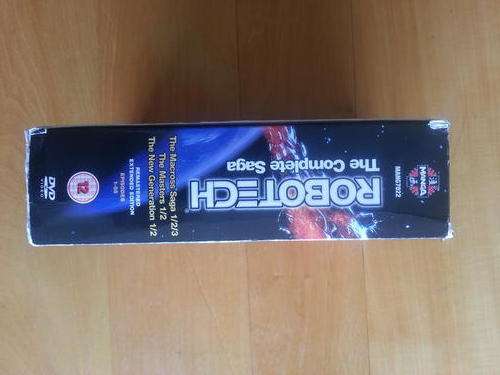 MANGA
MANG7022
ROBOTECH
The Complete Saga
The Macross Saga 1/2/3
The Masters 1/2
The New Generation 1/2
REMASTERED
EXTENDED EDITION
EPISODES
1-85
12
DVD